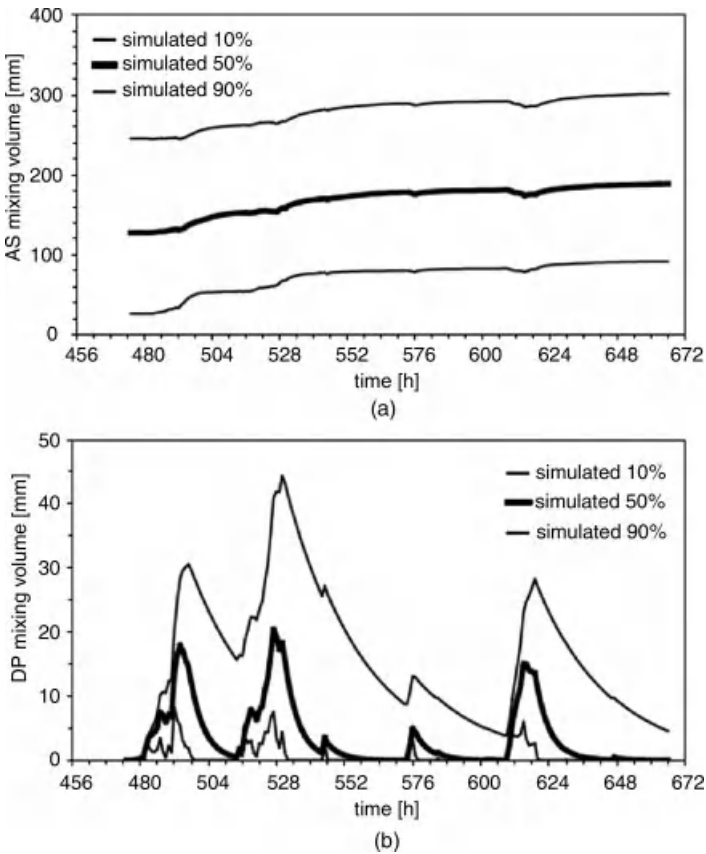 400
300
200
100
0
AS mixing volume [mm]
simulated 10%
simulated 50%
simulated 90%
456 480 504 528 552 576 600 624 648 672
time [h]
(a)
50
40
30
20
10
0
DP mixing volume [mm]
simulated 10%
simulated 50%
simulated 90%
456 480 504 528 552 576 600 624 648 672
time [h]
(b)